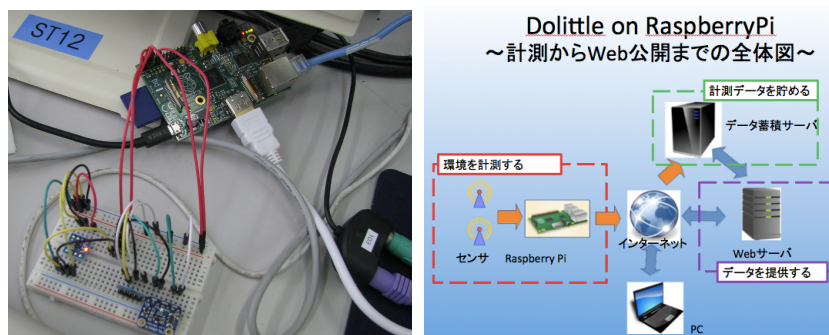 ST12
Dolittle on RaspberryPi
～計測からWeb公開までの全体図～
計測データを貯める
データ蓄積サーバ
環境を計測する
センサ
Raspberry Pi
インターネット
Webサーバ
データを提供する
PC